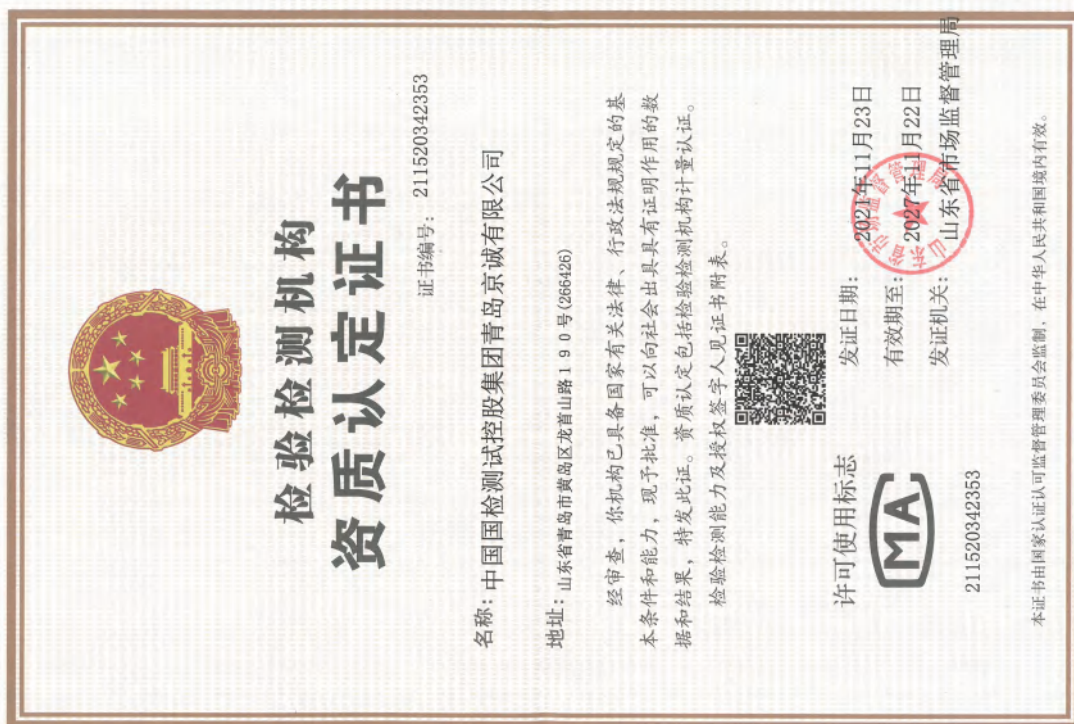 检验检测机构
资质认定证书
证书编号：211520342353
名称：中国国检测试控股集团青岛京诚有限公司
地址：山东省青岛市黄岛区龙首山路190号(266426)
经审查，你机构已具备国家有关法律、行政法规规定的基
本条件和能力，现予批准，可以向社会出具具有证明作用的数
据和结果，特发此证。资质认定包括检验检测机构计量认证。
检验检测能力及授权签字人见证书附表。
许可使用标志
MA
211520342353
发证日期：2021年11月23日
有效期至：2027年11月22日
发证机关：山东省市场监督管理局
山东省市场监督管理局
本证书由国家认证认可监督管理委员会监制，在中华人民共和国境内有效。